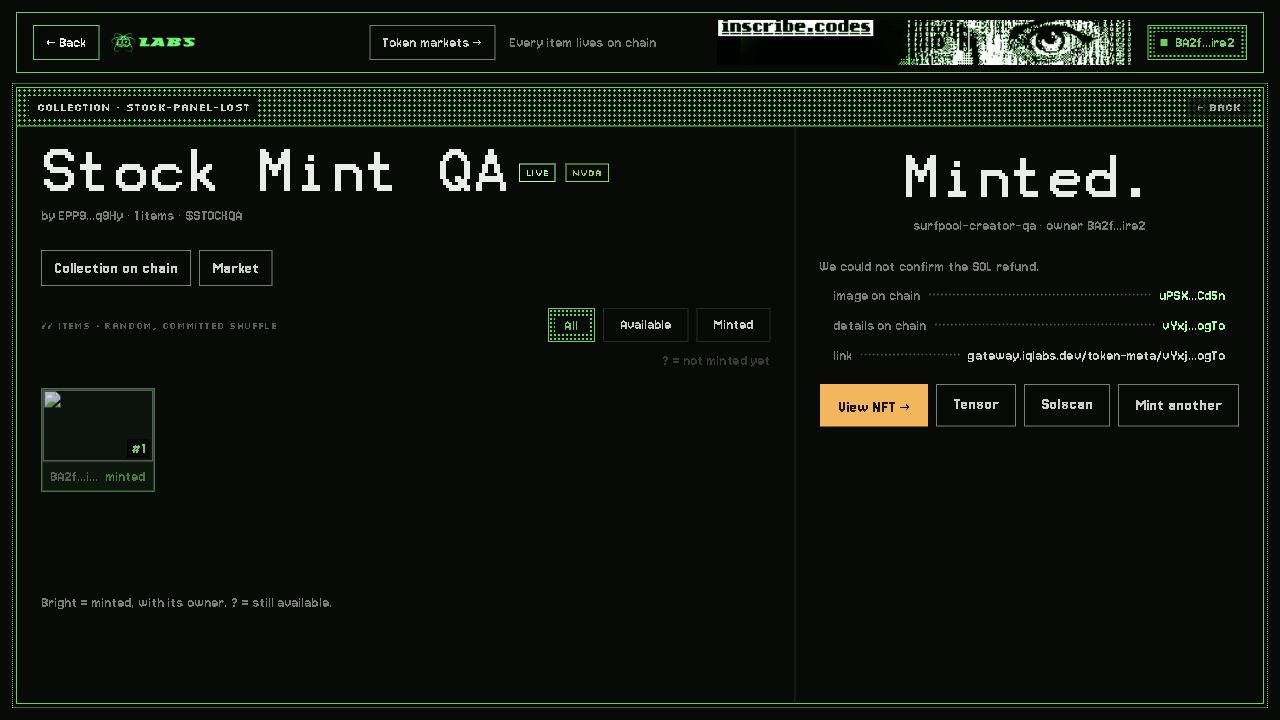 ← Back
LABS
Token markets →
Every item lives on chain
inscribe.codes
BA2f...ire2
COLLECTION · STOCK-PANEL-LOST
← BACK
Stock Mint QA
LIVE
NVDA
by EPP9...q9Hy · 1 items · $STOCKQA
Collection on chain
Market
// ITEMS · RANDOM, COMMITTED SHUFFLE
All
Available
Minted
? = not minted yet
#1
BA2f...i... minted
Bright = minted, with its owner. ? = still available.
Minted.
surfpool-creator-qa · owner BA2f...ire2
We could not confirm the SOL refund.
image on chain uPSX...Cd5n
details on chain vYxj...ogTo
link gateway.iqlabs.dev/token-meta/vYxj...ogTo
View NFT →
Tensor
Solscan
Mint another